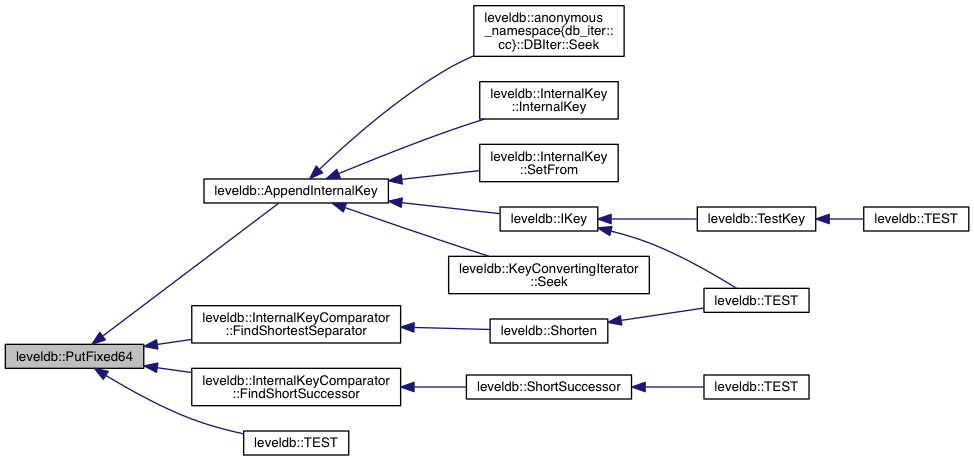 leveldb::anonymous
_namespace{db_iter::
cc}::DBIter::Seek
leveldb::InternalKey
::InternalKey
leveldb::InternalKey
::SetFrom
leveldb::AppendInternalKey
leveldb::IKey
leveldb::TestKey
leveldb::TEST
leveldb::KeyConvertingIterator
::Seek
leveldb::TEST
leveldb::InternalKeyComparator
::FindShortestSeparator
leveldb::Shorten
leveldb::PutFixed64
leveldb::InternalKeyComparator
::FindShortSuccessor
leveldb::ShortSuccessor
leveldb::TEST
leveldb::TEST